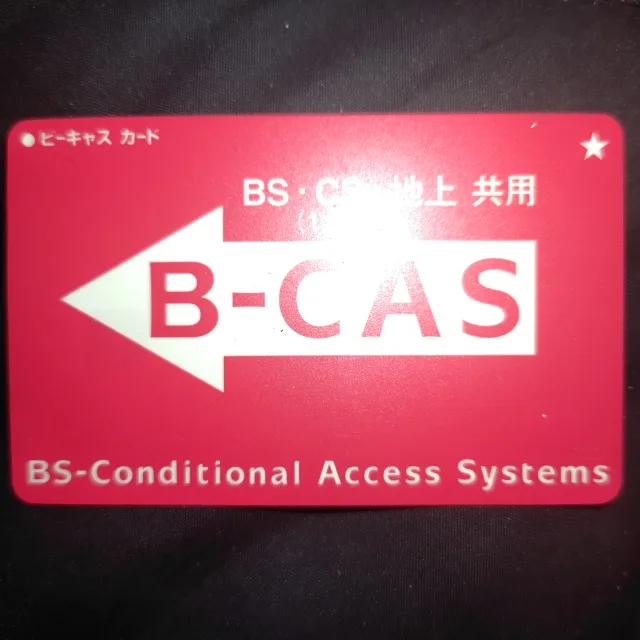 ●ビーキャス カード
★
BS・CS・地上 共用
B-CAS
BS-Conditional Access Systems